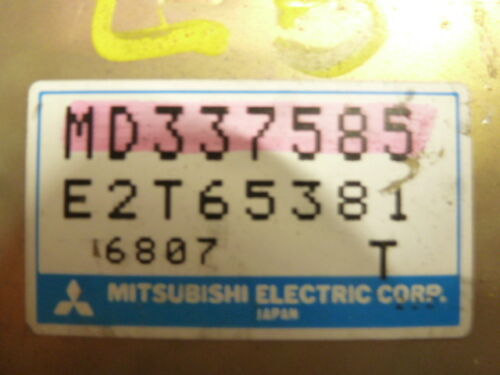 MD337585
E2T65381
6807 T
MITSUBISHI ELECTRIC CORP.
JAPAN